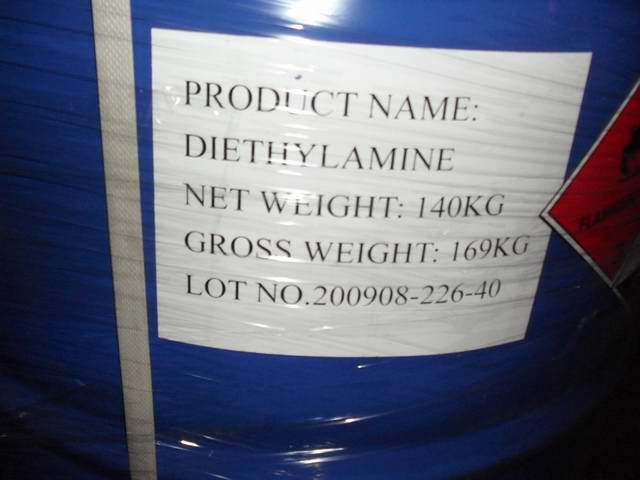 PRODUCT NAME:
DIETHYLAMINE
NET WEIGHT: 140KG
GROSS WEIGHT: 169KG
LOT NO.200908-226-40